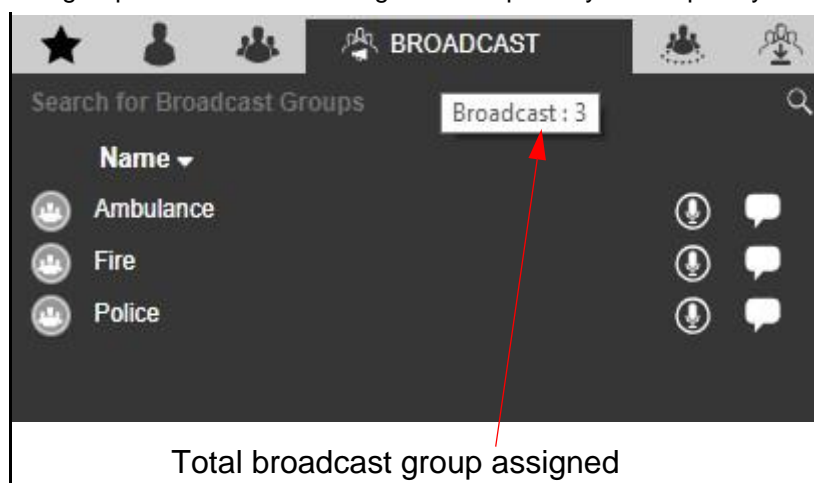 BROADCAST
Search for Broadcast Groups
Broadcast : 3
Name
Ambulance
Fire
Police
Total broadcast group assigned